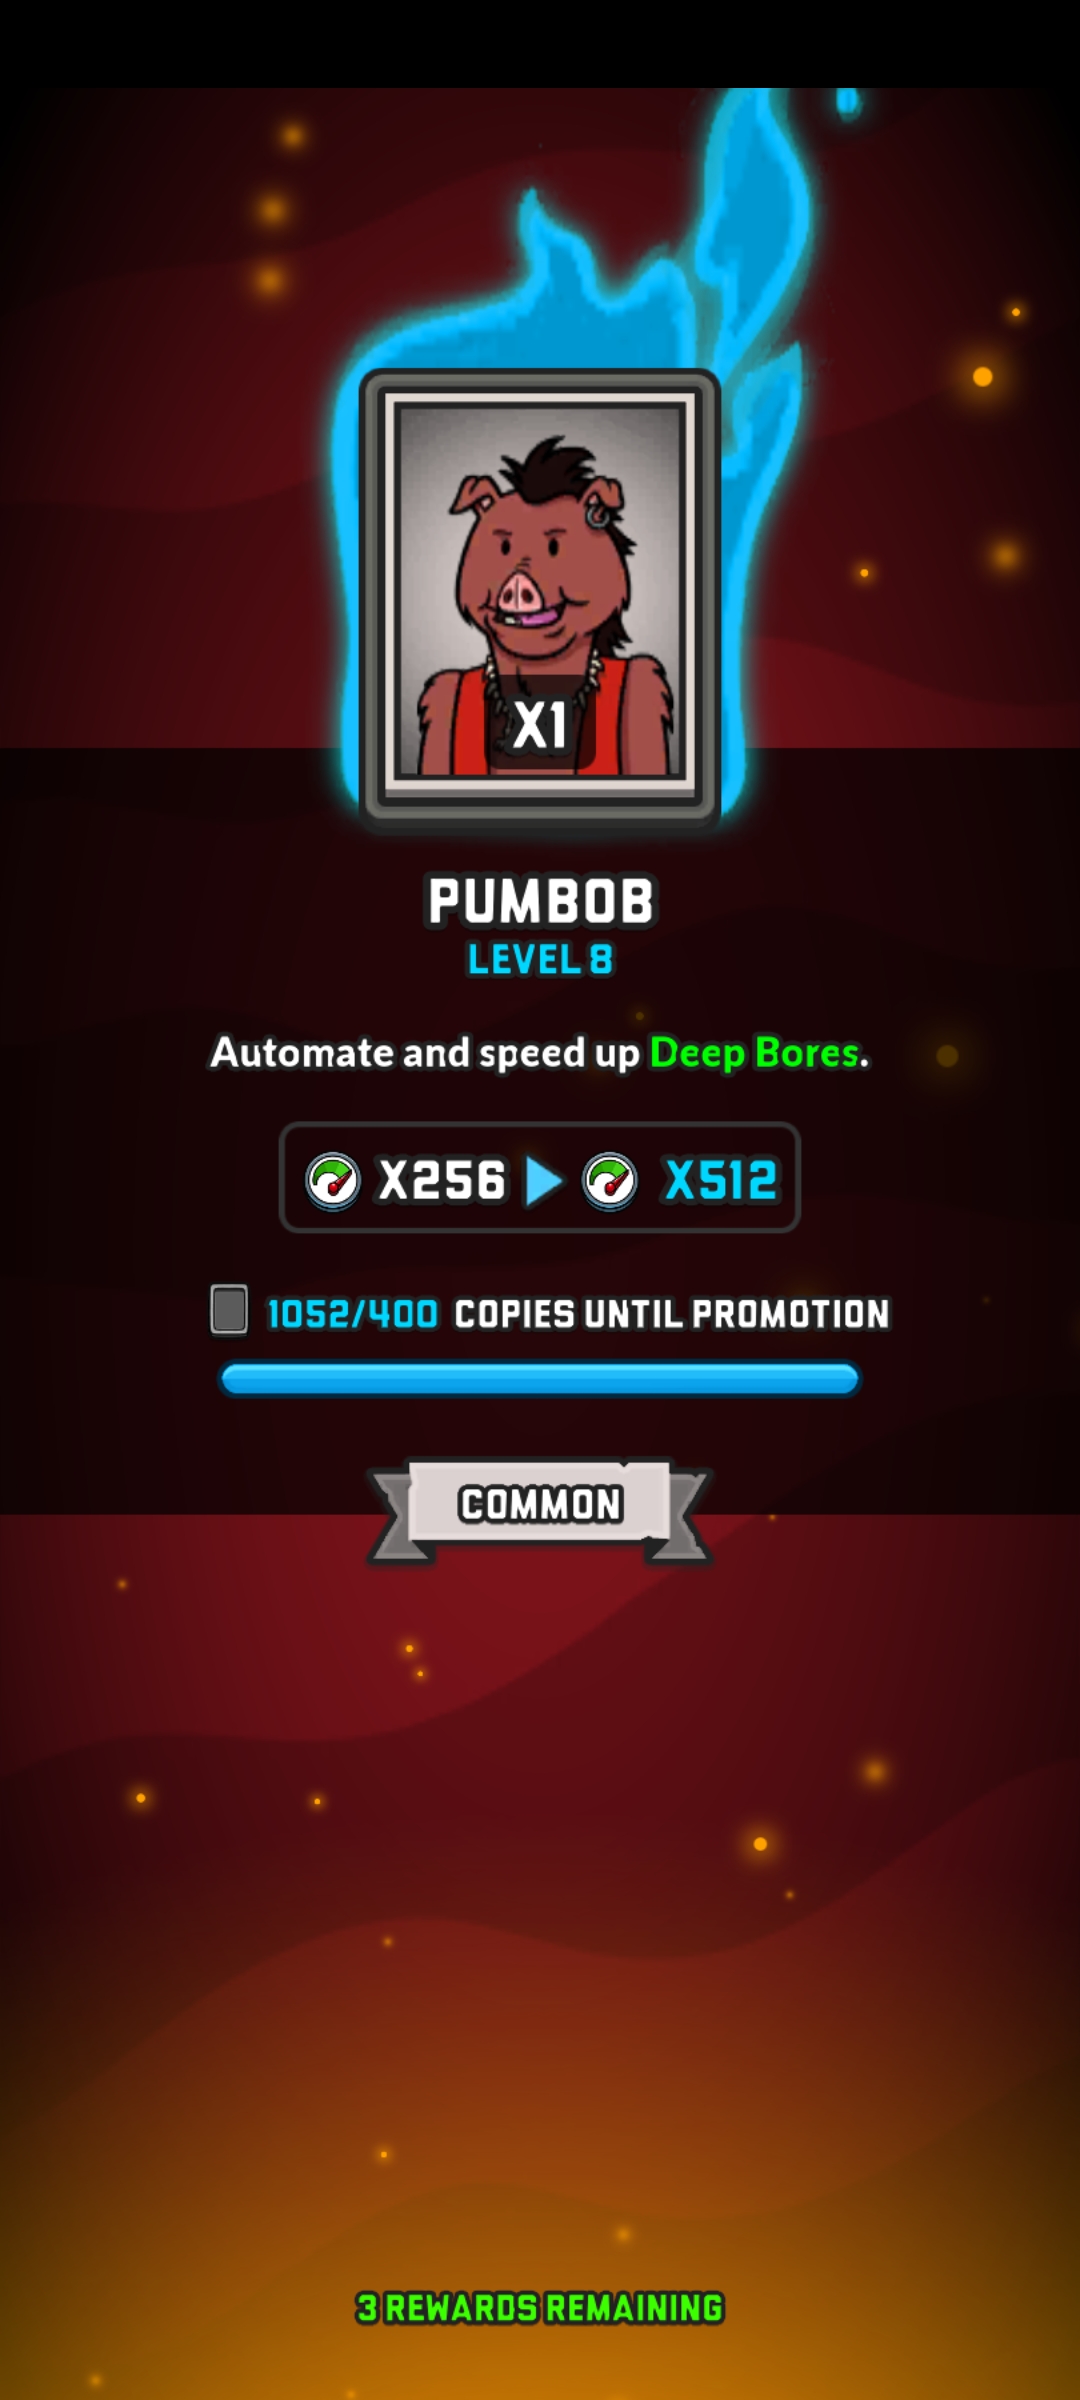 X1
PUMBOB
LEVEL 8
Automate and speed up Deep Bores.
X256 X512
1052/400 COPIES UNTIL PROMOTION
COMMON
3 REWARDS REMAINING